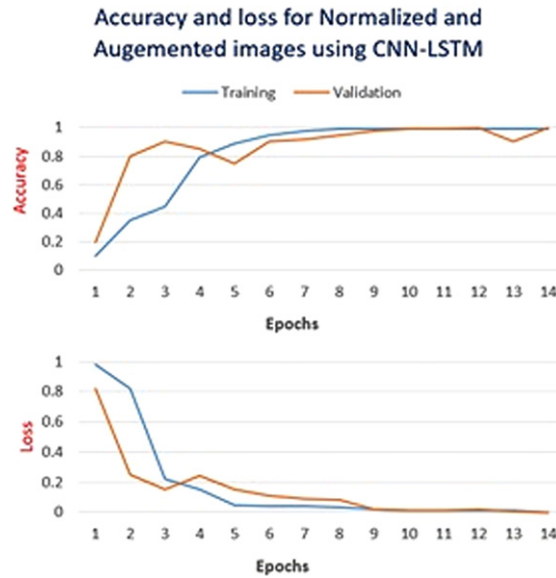 Accuracy and loss for Normalized and
Augemented images using CNN-LSTM
Training Validation
1
0.8
0.6
0.4
0.2
0
Accuracy
1 2 3 4 5 6 7 8 9 10 11 12 13 14
Epochs
1
0.8
0.6
0.4
0.2
0
Loss
1 2 3 4 5 6 7 8 9 10 11 12 13 14
Epochs